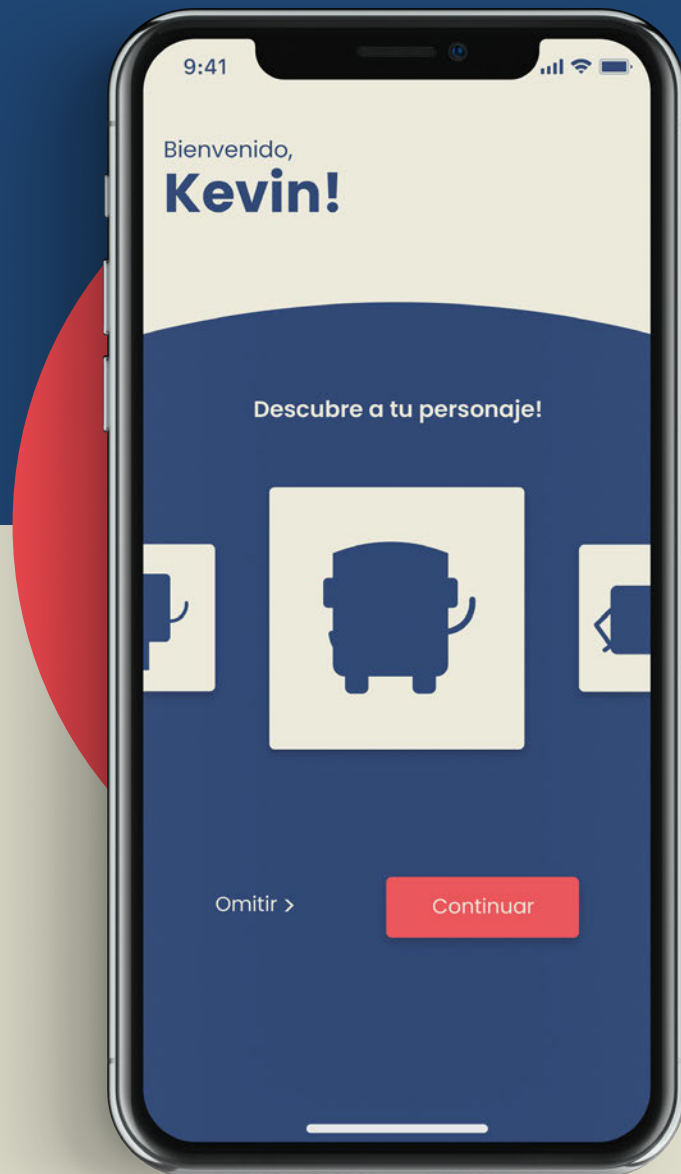 9:41
Bienvenido,
Kevin!
Descubre a tu personaje!
Omitir >
Continuar